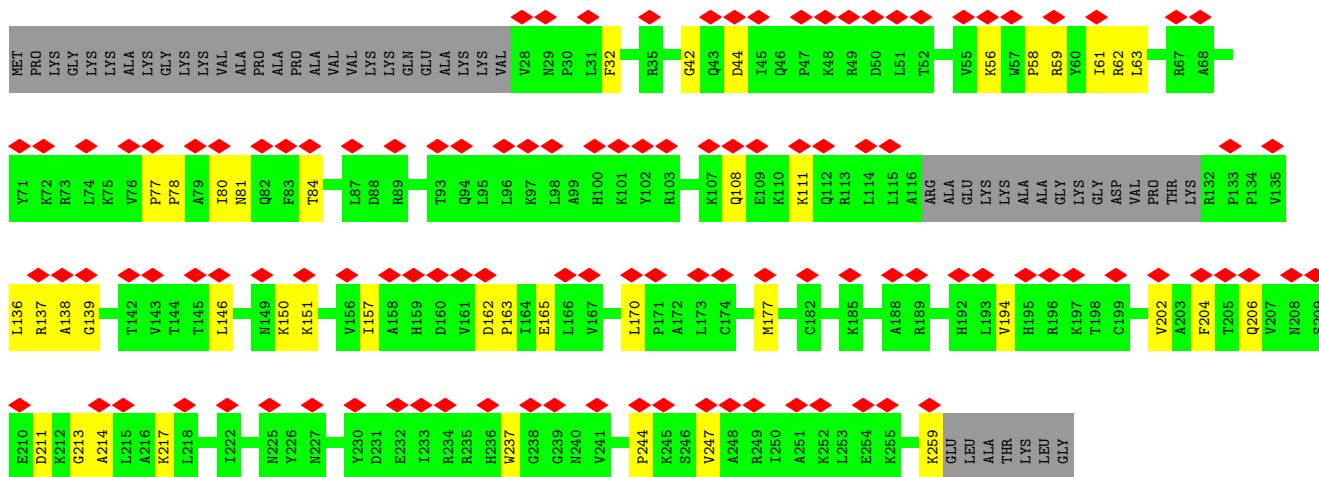 MET PRO LYS GLY LYS LYS ALA LYS GLY LYS LYS VAL ALA PRO ALA PRO ALA VAL VAL LYS LYS GLN GLU ALA LYS LYS VAL V28 N29 P30 L31 F32 R35 G42 Q43 D44 I45 Q46 P47 K48 R49 D50 L51 T52 V55 K56 W57 P58 R59 Y60 I61 R62 L63 R67 A68
Y71 K72 R73 L74 K75 V76 P77 P78 A79 I80 N81 Q82 F83 T84 L87 D88 R89 T93 Q94 L95 L96 K97 L98 A99 H100 K101 Y102 R103 K107 Q108 E109 K110 K111 Q112 R113 L114 L115 A116 ARG ALA GLU LYS LYS ALA ALA GLY LYS GLY ASP VAL PRO THR LYS R132 P133 P134 V135
L136 R137 A138 G139 T142 V143 T144 T145 L146 N149 K150 K151 V156 I157 A158 H159 D160 V161 D162 P163 I164 E165 L166 V167 L170 P171 A172 L173 C174 M177 C182 K185 A188 R189 H192 L193 V194 H195 R196 K197 T198 C199 V202 A203 F204 T205 Q206 V207 N208 S209
E210 D211 K212 G213 A214 L215 A216 K217 L218 I222 N225 Y226 N227 Y230 D231 E232 I233 R234 R235 H236 W237 G238 G239 N240 V241 P244 K245 S246 V247 A248 R249 I250 A251 K252 L253 E254 K255 K259 GLU LEU ALA THR LYS LEU GLY